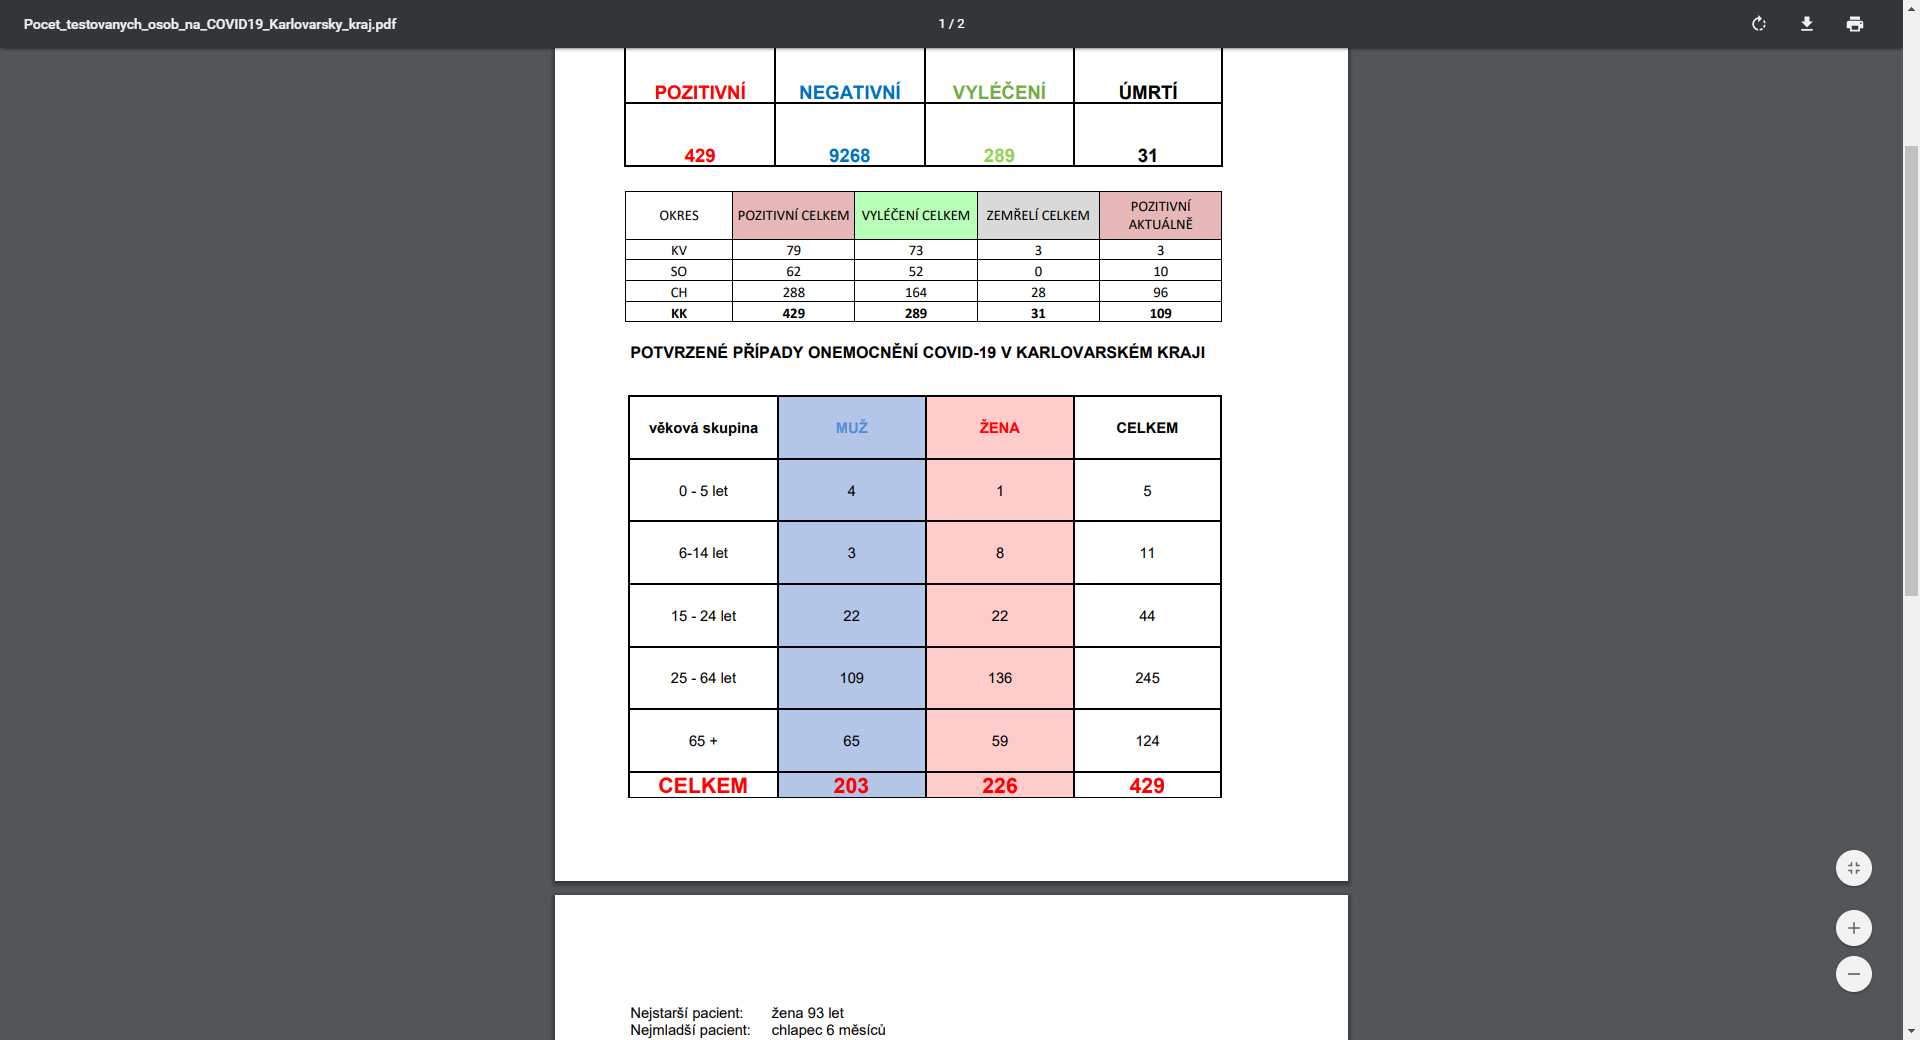 Pocet_testovanych_osob_na_COVID19_Karlovarsky_kraj.pdf 1 / 2
POZITIVNÍ NEGATIVNÍ VYLÉČENÍ ÚMRTÍ
429 9268 289 31
OKRES POZITIVNÍ CELKEM VYLÉČENÍ CELKEM ZEMŘELÍ CELKEM POZITIVNÍ AKTUÁLNĚ
KV 79 73 3 3
SO 62 52 0 10
CH 288 164 28 96
KK 429 289 31 109
POTVRZENÉ PŘÍPADY ONEMOCNĚNÍ COVID-19 V KARLOVARSKÉM KRAJI
věková skupina MUŽ ŽENA CELKEM
0 - 5 let 4 1 5
6-14 let 3 8 11
15 - 24 let 22 22 44
25 - 64 let 109 136 245
65 + 65 59 124
CELKEM 203 226 429
Nejstarší pacient: žena 93 let
Nejmladší pacient: chlapec 6 měsíců